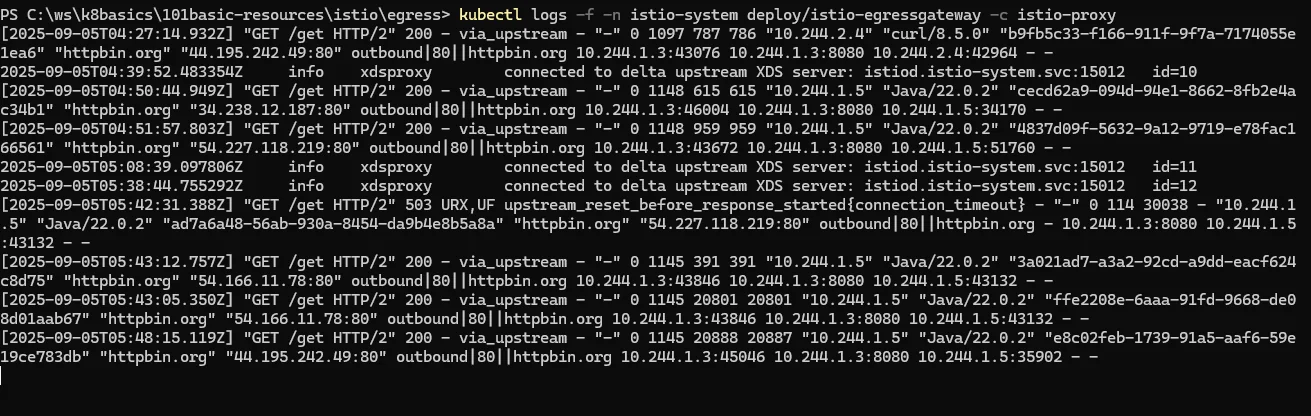 PS C:\ws\k8basics\101basic-resources\istio\egress> kubectl logs -f -n istio-system deploy/istio-egressgateway -c istio-proxy
[2025-09-05T04:27:14.932Z] "GET /get HTTP/2" 200 - via_upstream - "-" 0 1097 787 786 "10.244.2.4" "curl/8.5.0" "b9fb5c33-f166-911f-9f7a-7174055e
1ea6" "httpbin.org" "44.195.242.49:80" outbound|80||httpbin.org 10.244.1.3:43076 10.244.1.3:8080 10.244.2.4:42964 - -
2025-09-05T04:39:52.483354Z     info    xdsproxy        connected to delta upstream XDS server: istiod.istio-system.svc:15012   id=10
[2025-09-05T04:50:44.949Z] "GET /get HTTP/2" 200 - via_upstream - "-" 0 1148 615 615 "10.244.1.5" "Java/22.0.2" "cecd62a9-094d-94e1-8662-8fb2e4a
c34b1" "httpbin.org" "34.238.12.187:80" outbound|80||httpbin.org 10.244.1.3:46004 10.244.1.3:8080 10.244.1.5:34170 - -
[2025-09-05T04:51:57.803Z] "GET /get HTTP/2" 200 - via_upstream - "-" 0 1148 959 959 "10.244.1.5" "Java/22.0.2" "4837d09f-5632-9a12-9719-e78fac1
66561" "httpbin.org" "54.227.118.219:80" outbound|80||httpbin.org 10.244.1.3:43672 10.244.1.3:8080 10.244.1.5:51760 - -
2025-09-05T05:08:39.097806Z     info    xdsproxy        connected to delta upstream XDS server: istiod.istio-system.svc:15012   id=11
2025-09-05T05:38:44.755292Z     info    xdsproxy        connected to delta upstream XDS server: istiod.istio-system.svc:15012   id=12
[2025-09-05T05:42:31.388Z] "GET /get HTTP/2" 503 URX,UF upstream_reset_before_response_started{connection_timeout} - "-" 0 114 30038 - "10.244.1
.5" "Java/22.0.2" "ad7a6a48-56ab-930a-8454-da9b4e8b5a8a" "httpbin.org" "54.227.118.219:80" outbound|80||httpbin.org - 10.244.1.3:8080 10.244.1.5
:43132 - -
[2025-09-05T05:43:12.757Z] "GET /get HTTP/2" 200 - via_upstream - "-" 0 1145 391 391 "10.244.1.5" "Java/22.0.2" "3a021ad7-a3a2-92cd-a9dd-eacf624
c8d75" "httpbin.org" "54.166.11.78:80" outbound|80||httpbin.org 10.244.1.3:43846 10.244.1.3:8080 10.244.1.5:43132 - -
[2025-09-05T05:43:05.350Z] "GET /get HTTP/2" 200 - via_upstream - "-" 0 1145 20801 20801 "10.244.1.5" "Java/22.0.2" "ffe2208e-6aaa-91fd-9668-de0
8d01aab67" "httpbin.org" "54.166.11.78:80" outbound|80||httpbin.org 10.244.1.3:43846 10.244.1.3:8080 10.244.1.5:43132 - -
[2025-09-05T05:48:15.119Z] "GET /get HTTP/2" 200 - via_upstream - "-" 0 1145 20888 20887 "10.244.1.5" "Java/22.0.2" "e8c02feb-1739-91a5-aaf6-59e
19ce783db" "httpbin.org" "44.195.242.49:80" outbound|80||httpbin.org 10.244.1.3:45046 10.244.1.3:8080 10.244.1.5:35902 - -